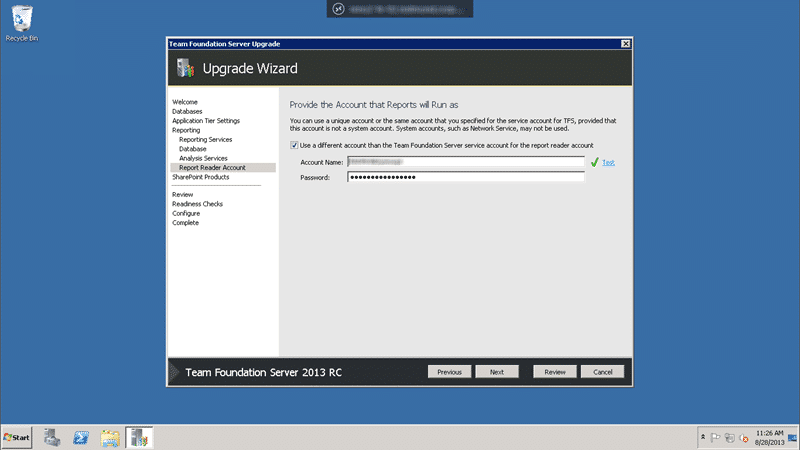 Recycle Bin
Team Foundation Server Upgrade
Upgrade Wizard
Welcome
Databases
Application Tier Settings
Reporting
Reporting Services
Database
Analysis Services
Report Reader Account
SharePoint Products
Review
Readiness Checks
Configure
Complete
Provide the Account that Reports will Run as
You can use a unique account or the same account that you specified for the service account for TFS, provided that
this account is not a system account. System accounts, such as Network Service, may not be used.
Use a different account than the Team Foundation Server service account for the report reader account
Account Name:
Test
Password:
Team Foundation Server 2013 RC
Previous
Next
Review
Cancel
Start
11:26 AM
8/28/2013